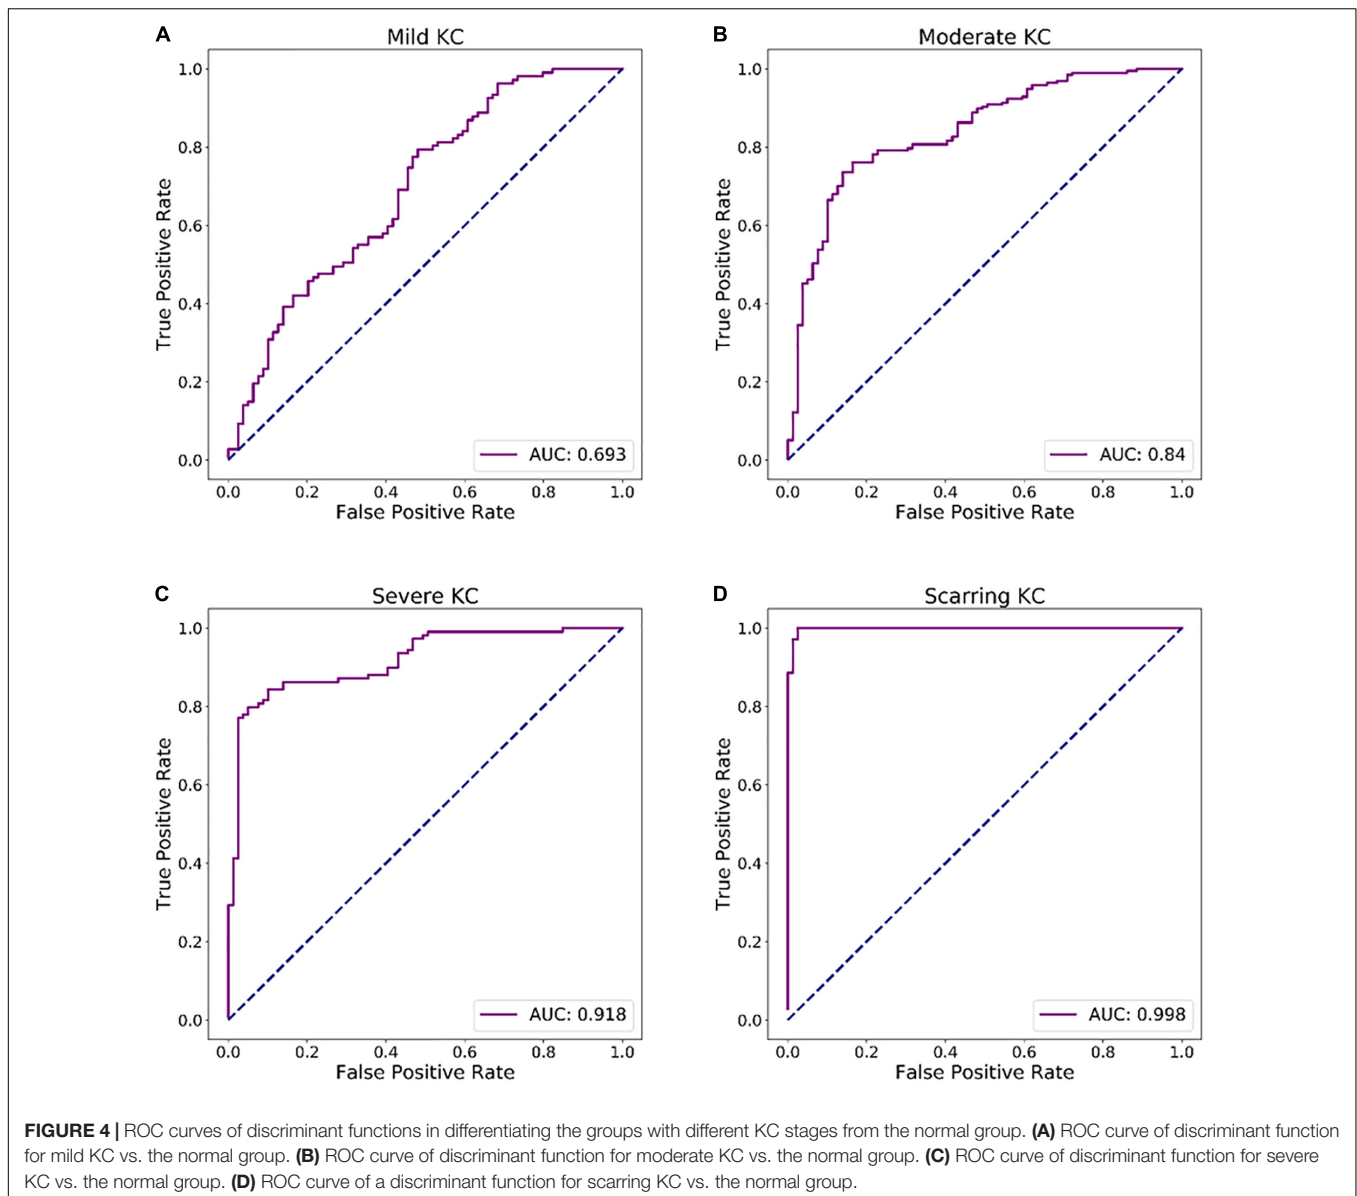 A
Mild KC
1.0
0.8
0.6
0.4
0.2
0.0
True Positive Rate
AUC: 0.693
0.0 0.2 0.4 0.6 0.8 1.0
False Positive Rate
B
Moderate KC
1.0
0.8
0.6
0.4
0.2
0.0
True Positive Rate
AUC: 0.84
0.0 0.2 0.4 0.6 0.8 1.0
False Positive Rate
C
Severe KC
1.0
0.8
0.6
0.4
0.2
0.0
True Positive Rate
AUC: 0.918
0.0 0.2 0.4 0.6 0.8 1.0
False Positive Rate
D
Scarring KC
1.0
0.8
0.6
0.4
0.2
0.0
True Positive Rate
AUC: 0.998
0.0 0.2 0.4 0.6 0.8 1.0
False Positive Rate
FIGURE 4 | ROC curves of discriminant functions in differentiating the groups with different KC stages from the normal group. (A) ROC curve of discriminant function
for mild KC vs. the normal group. (B) ROC curve of discriminant function for moderate KC vs. the normal group. (C) ROC curve of discriminant function for severe
KC vs. the normal group. (D) ROC curve of a discriminant function for scarring KC vs. the normal group.